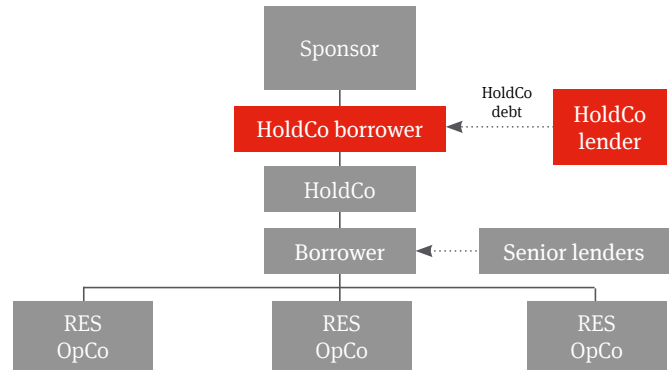 Sponsor
HoldCo
debt
HoldCo borrower
HoldCo
lender
HoldCo
Borrower
Senior lenders
RES
OpCo
RES
OpCo
RES
OpCo